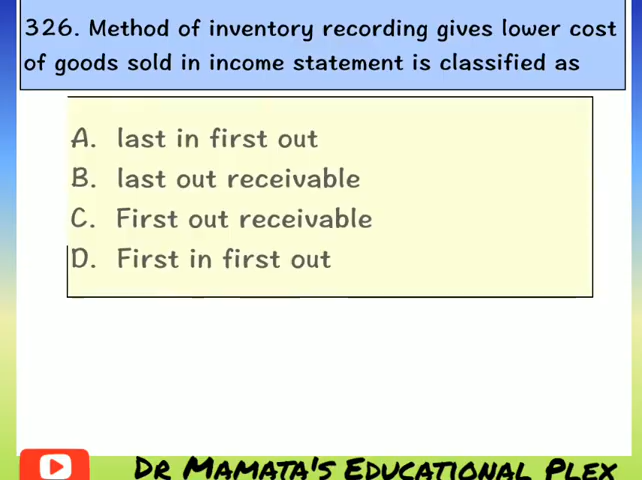 326. Method of inventory recording gives lower cost
of goods sold in income statement is classified as
A. last in first out
B. last out receivable
C. First out receivable
D. First in first out
DR MAMATA'S EDUCATIONAL PLEX